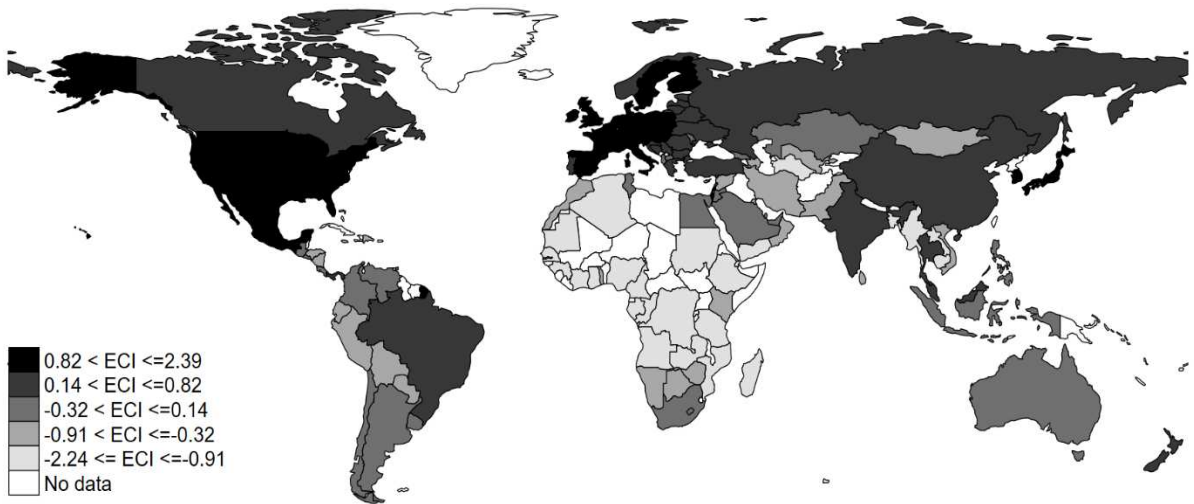 0.82 < ECI <=2.39
0.14 < ECI <=0.82
-0.32 < ECI <=0.14
-0.91 < ECI <=-0.32
-2.24 <= ECI <=-0.91
No data